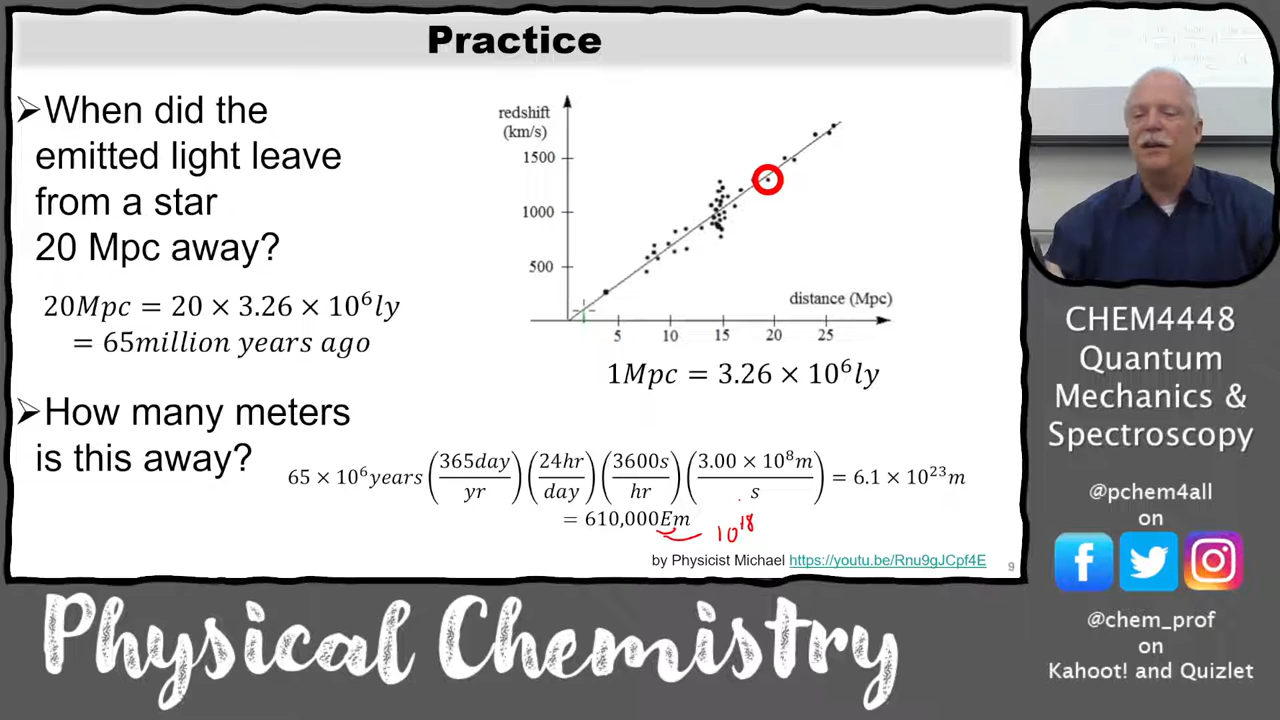 Practice
➢When did the
emitted light leave
from a star
20 Mpc away?
20Mpc = 20 × 3.26 × 10⁶ly
= 65million years ago
➢How many meters
is this away?
redshift
(km/s)
1500
1000
500
distance (Mpc)
5 10 15 20 25
1Mpc = 3.26 × 10⁶ly
65 × 10⁶years (365day/yr) (24hr/day) (3600s/hr) (3.00 × 10⁸m/s) = 6.1 × 10²³m
= 610,000Em
10¹⁸
by Physicist Michael https://youtu.be/Rnu9gJCpf4E
9
CHEM4448
Quantum
Mechanics &
Spectroscopy
@pchem4all
on
@chem_prof
on
Kahoot! and Quizlet
Physical Chemistry